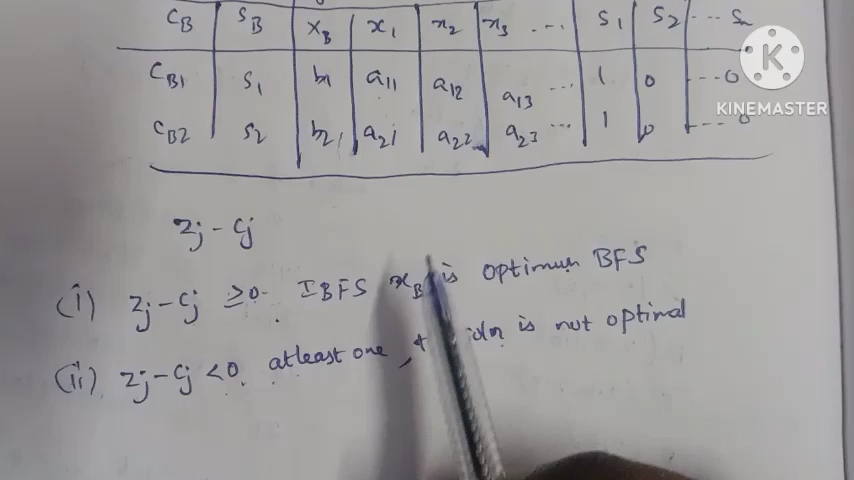 CB SB XB x1 x2 x3 ... S1 S2 ... Sn
CB1 S1 b1 a11 a12 a13 ... 1 0 ... 0
CB2 S2 b2 a21 a22 a23 ... 1 0 ... 0
KINEMASTER
Zj - Cj
(i) Zj - Cj ≥0. IBFS xB is optimum BFS
(ii) Zj - Cj <0 atleast one, is not optimal